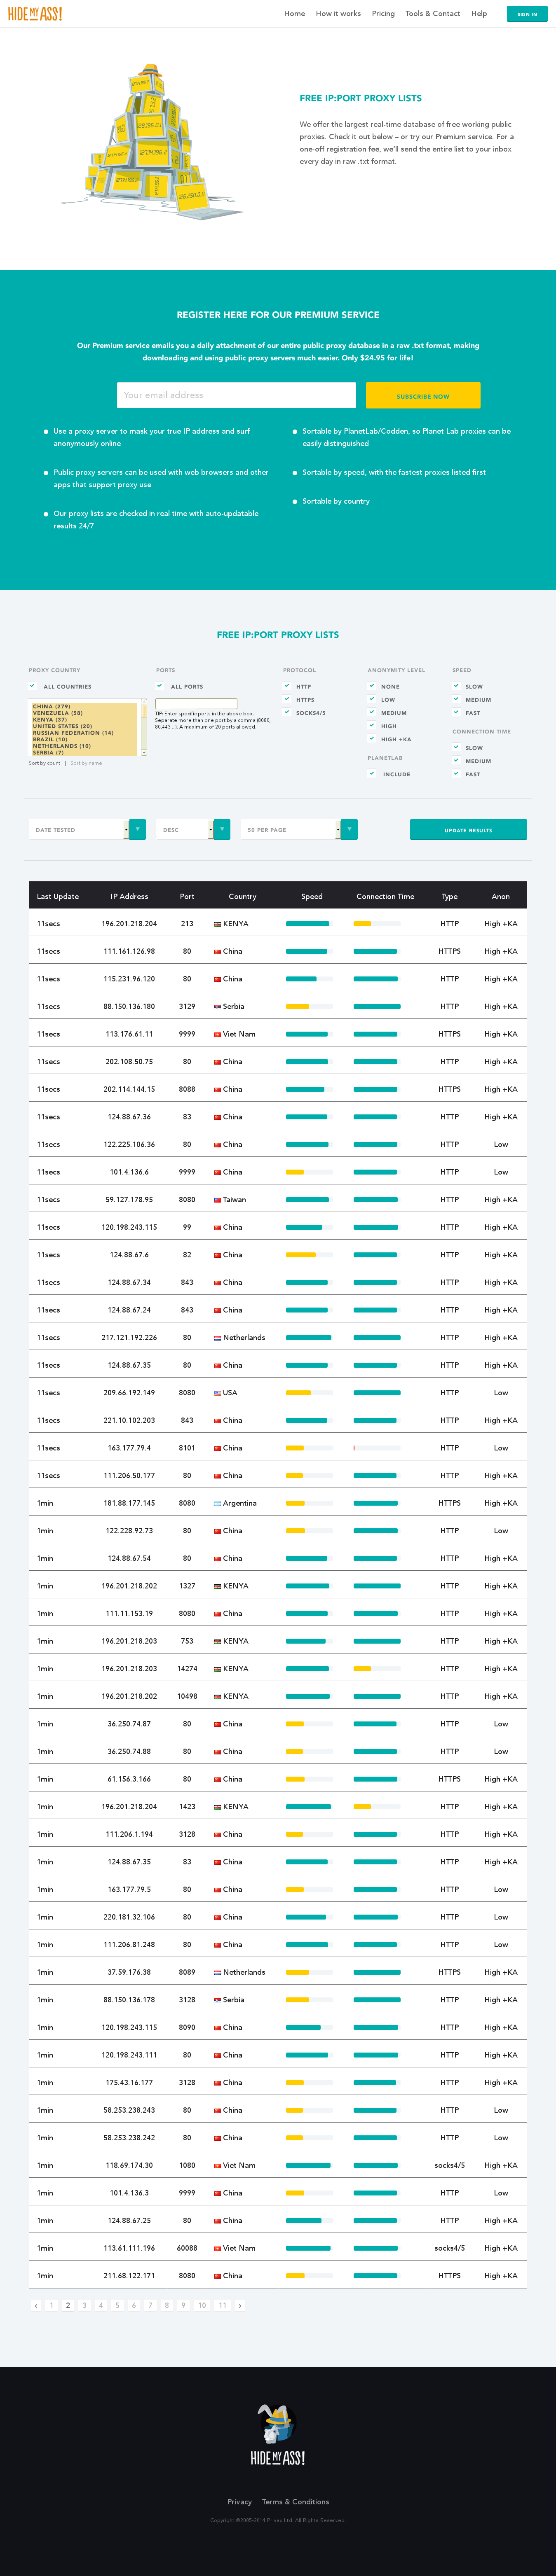 HIDE MY ASS!
Home How it works Pricing Tools & Contact Help SIGN IN
FREE IP:PORT PROXY LISTS
We offer the largest real-time database of free working public
proxies. Check it out below – or try our Premium service. For a
one-off registration fee, we'll send the entire list to your inbox
every day in raw .txt format.
REGISTER HERE FOR OUR PREMIUM SERVICE
Our Premium service emails you a daily attachment of our entire public proxy database in a raw .txt format, making
downloading and using public proxy servers much easier. Only $24.95 for life!
Your email address SUBSCRIBE NOW
Use a proxy server to mask your true IP address and surf
anonymously online
Public proxy servers can be used with web browsers and other
apps that support proxy use
Our proxy lists are checked in real time with auto-updatable
results 24/7
Sortable by PlanetLab/Codden, so Planet Lab proxies can be
easily distinguished
Sortable by speed, with the fastest proxies listed first
Sortable by country
FREE IP:PORT PROXY LISTS
PROXY COUNTRY
ALL COUNTRIES
CHINA (279)
VENEZUELA (58)
KENYA (37)
UNITED STATES (20)
RUSSIAN FEDERATION (14)
BRAZIL (10)
NETHERLANDS (10)
SERBIA (7)
Sort by count | Sort by name
PORTS
ALL PORTS
TIP: Enter specific ports in the above box.
Separate more than one port by a comma (8080,
80,443 ...). A maximum of 20 ports allowed.
PROTOCOL
HTTP
HTTPS
SOCKS4/5
ANONYMITY LEVEL
NONE
LOW
MEDIUM
HIGH
HIGH +KA
PLANETLAB
INCLUDE
SPEED
SLOW
MEDIUM
FAST
CONNECTION TIME
SLOW
MEDIUM
FAST
DATE TESTED DESC 50 PER PAGE UPDATE RESULTS
Last Update IP Address Port Country Speed Connection Time Type Anon
11secs 196.201.218.204 213 KENYA HTTP High +KA
11secs 111.161.126.98 80 China HTTPS High +KA
11secs 115.231.96.120 80 China HTTP High +KA
11secs 88.150.136.180 3129 Serbia HTTP High +KA
11secs 113.176.61.11 9999 Viet Nam HTTPS High +KA
11secs 202.108.50.75 80 China HTTP High +KA
11secs 202.114.144.15 8088 China HTTPS High +KA
11secs 124.88.67.36 83 China HTTP High +KA
11secs 122.225.106.36 80 China HTTP Low
11secs 101.4.136.6 9999 China HTTP Low
11secs 59.127.178.95 8080 Taiwan HTTP High +KA
11secs 120.198.243.115 99 China HTTP High +KA
11secs 124.88.67.6 82 China HTTP High +KA
11secs 124.88.67.34 843 China HTTP High +KA
11secs 124.88.67.24 843 China HTTP High +KA
11secs 217.121.192.226 80 Netherlands HTTP High +KA
11secs 124.88.67.35 80 China HTTP High +KA
11secs 209.66.192.149 8080 USA HTTP Low
11secs 221.10.102.203 843 China HTTP High +KA
11secs 163.177.79.4 8101 China HTTP Low
11secs 111.206.50.177 80 China HTTP High +KA
1min 181.88.177.145 8080 Argentina HTTPS High +KA
1min 122.228.92.73 80 China HTTP Low
1min 124.88.67.54 80 China HTTP High +KA
1min 196.201.218.202 1327 KENYA HTTP High +KA
1min 111.11.153.19 8080 China HTTP High +KA
1min 196.201.218.203 753 KENYA HTTP High +KA
1min 196.201.218.203 14274 KENYA HTTP High +KA
1min 196.201.218.202 10498 KENYA HTTP High +KA
1min 36.250.74.87 80 China HTTP Low
1min 36.250.74.88 80 China HTTP Low
1min 61.156.3.166 80 China HTTPS High +KA
1min 196.201.218.204 1423 KENYA HTTP High +KA
1min 111.206.1.194 3128 China HTTP High +KA
1min 124.88.67.35 83 China HTTP High +KA
1min 163.177.79.5 80 China HTTP Low
1min 220.181.32.106 80 China HTTP Low
1min 111.206.81.248 80 China HTTP Low
1min 37.59.176.38 8089 Netherlands HTTPS High +KA
1min 88.150.136.178 3128 Serbia HTTP High +KA
1min 120.198.243.115 8090 China HTTP High +KA
1min 120.198.243.111 80 China HTTP High +KA
1min 175.43.16.177 3128 China HTTP High +KA
1min 58.253.238.243 80 China HTTP Low
1min 58.253.238.242 80 China HTTP Low
1min 118.69.174.30 1080 Viet Nam socks4/5 High +KA
1min 101.4.136.3 9999 China HTTP Low
1min 124.88.67.25 80 China HTTP High +KA
1min 113.61.111.196 60088 Viet Nam socks4/5 High +KA
1min 211.68.122.171 8080 China HTTPS High +KA
‹ 1 2 3 4 5 6 7 8 9 10 11 ›
HIDE MY ASS!
Privacy Terms & Conditions
Copyright ©2005-2014 Privax Ltd. All Rights Reserved.